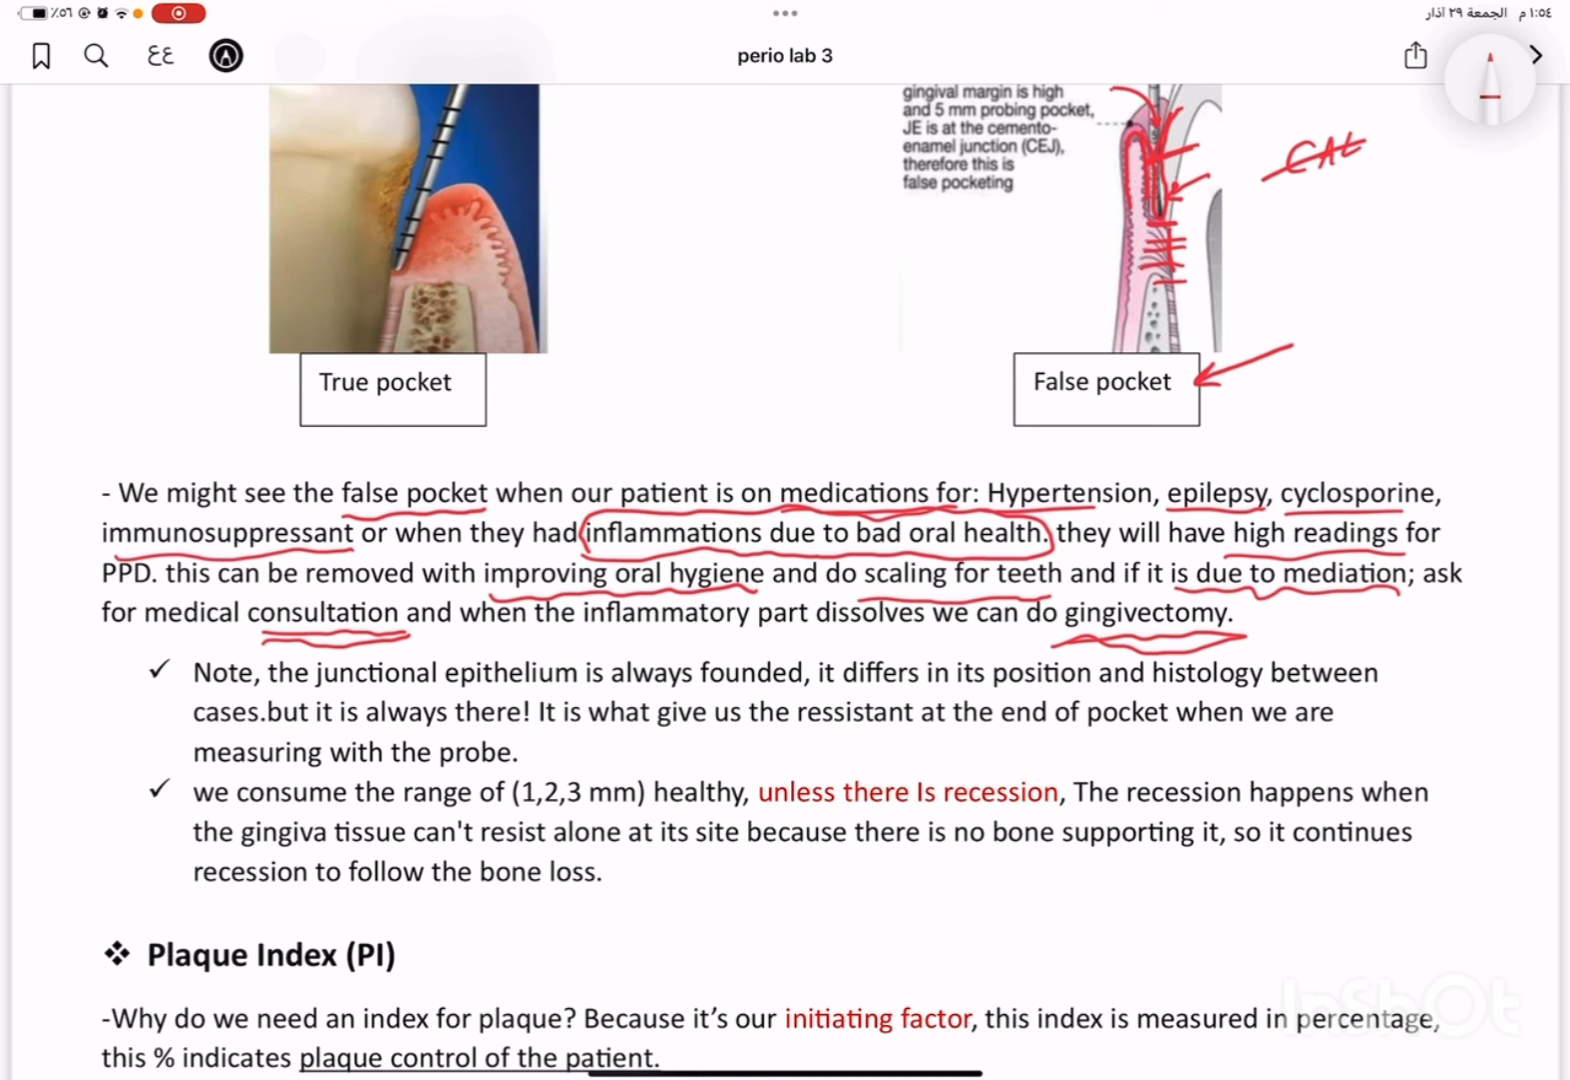 ٪٥٦
١:٥٤ م الجمعة ٢٩ آذار
perio lab 3
gingival margin is high
and 5 mm probing pocket,
JE is at the cemento-
enamel junction (CEJ),
therefore this is
false pocketing
CAL
True pocket
False pocket
- We might see the false pocket when our patient is on medications for: Hypertension, epilepsy, cyclosporine,
immunosuppressant or when they had inflammations due to bad oral health. they will have high readings for
PPD. this can be removed with improving oral hygiene and do scaling for teeth and if it is due to mediation; ask
for medical consultation and when the inflammatory part dissolves we can do gingivectomy.
✓ Note, the junctional epithelium is always founded, it differs in its position and histology between
cases.but it is always there! It is what give us the ressistant at the end of pocket when we are
measuring with the probe.
✓ we consume the range of (1,2,3 mm) healthy, unless there Is recession, The recession happens when
the gingiva tissue can't resist alone at its site because there is no bone supporting it, so it continues
recession to follow the bone loss.
❖ Plaque Index (PI)
-Why do we need an index for plaque? Because it’s our initiating factor, this index is measured in percentage,
this % indicates plaque control of the patient.
InShOt